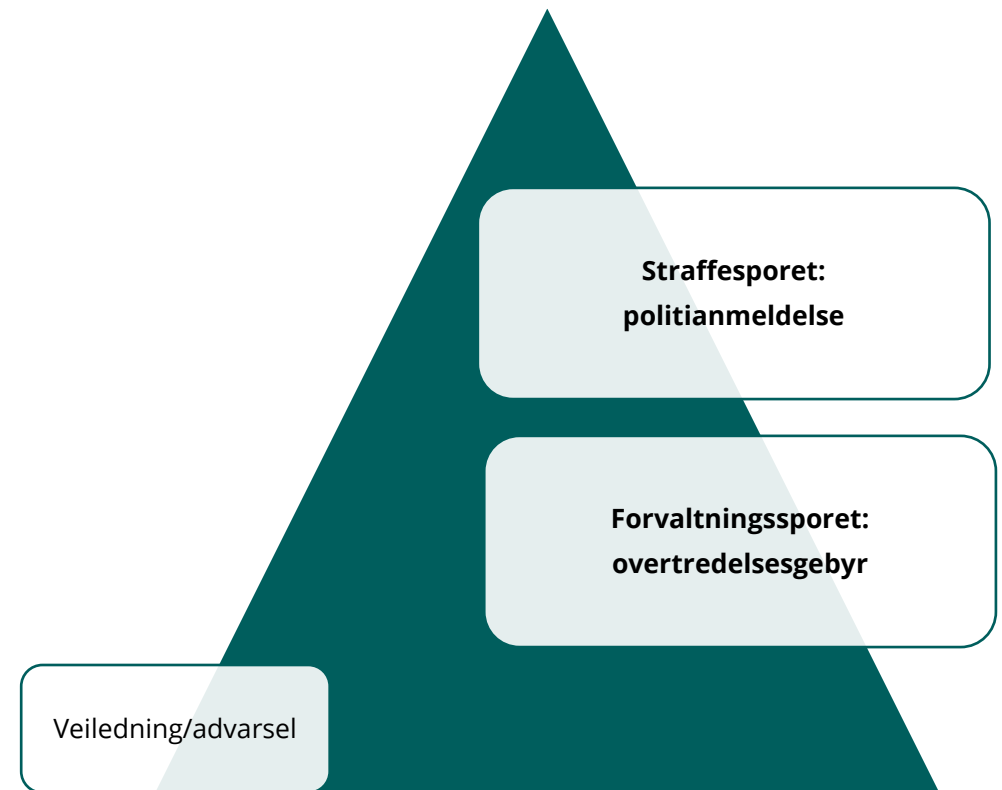 Straffesporet:
politianmeldelse
Forvaltningssporet:
overtredelsesgebyr
Veiledning/advarsel